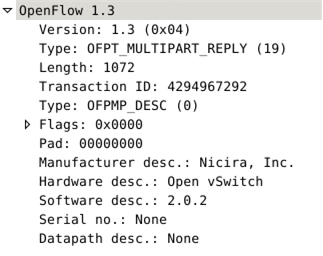 OpenFlow 1.3
Version: 1.3 (0x04)
Type: OFPT_MULTIPART_REPLY (19)
Length: 1072
Transaction ID: 4294967292
Type: OFPMP_DESC (0)
Flags: 0x0000
Pad: 00000000
Manufacturer desc.: Nicira, Inc.
Hardware desc.: Open vSwitch
Software desc.: 2.0.2
Serial no.: None
Datapath desc.: None